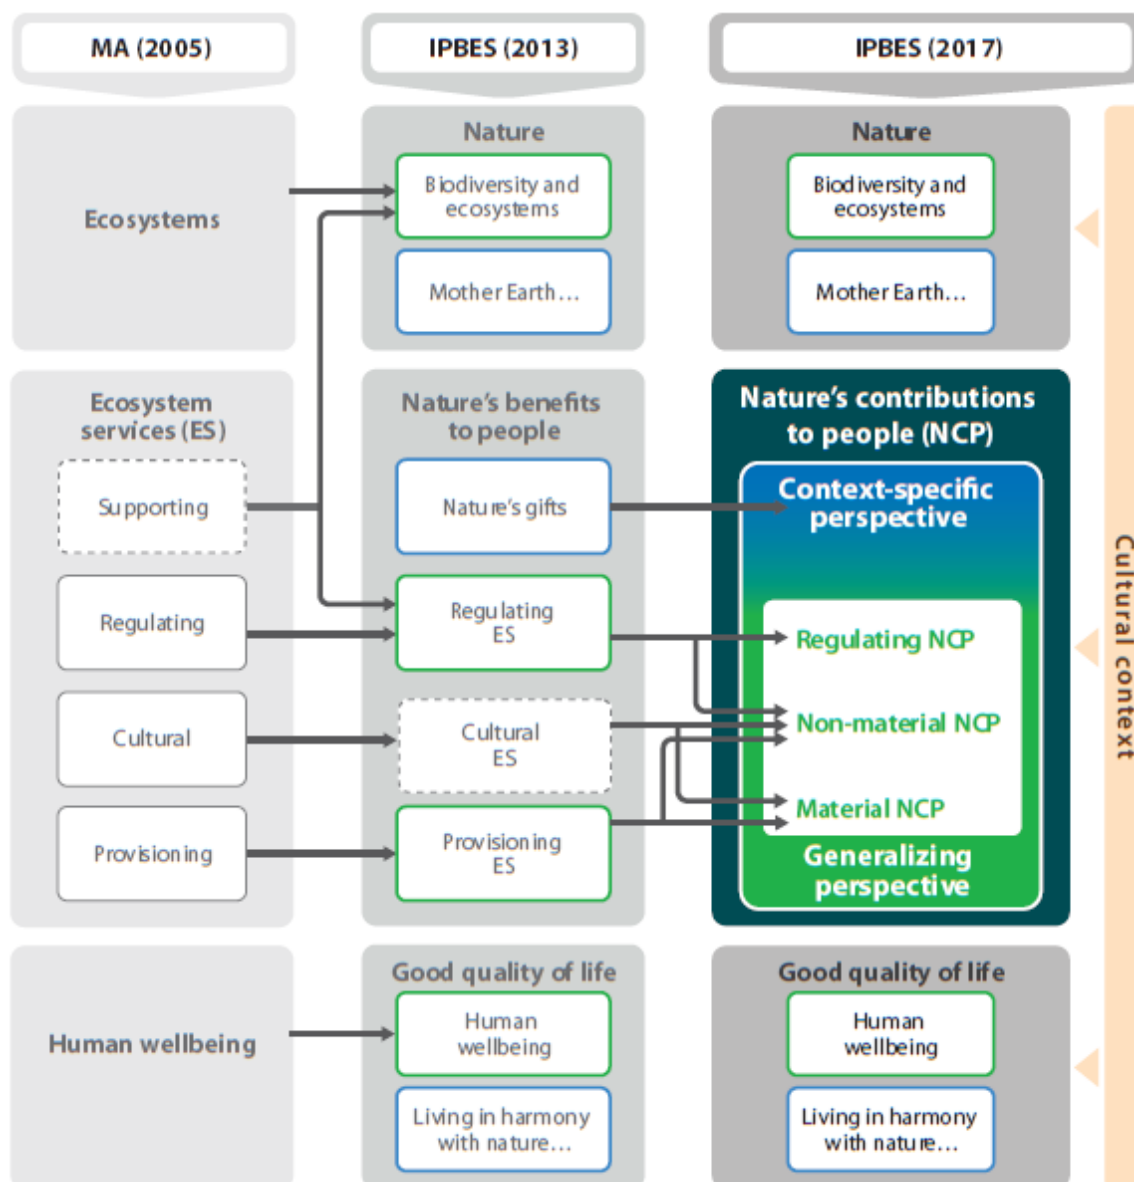 MA (2005)
IPBES (2013)
IPBES (2017)
Ecosystems
Nature
Biodiversity and
ecosystems
Mother Earth…
Nature
Biodiversity and
ecosystems
Mother Earth…
Ecosystem
services (ES)
Supporting
Regulating
Cultural
Provisioning
Nature's benefits
to people
Nature's gifts
Regulating
ES
Cultural
ES
Provisioning
ES
Nature's contributions
to people (NCP)
Context-specific
perspective
Regulating NCP
Non-material NCP
Material NCP
Generalizing
perspective
Human wellbeing
Good quality of life
Human
wellbeing
Living in harmony
with nature…
Good quality of life
Human
wellbeing
Living in harmony
with nature…
Cultural context